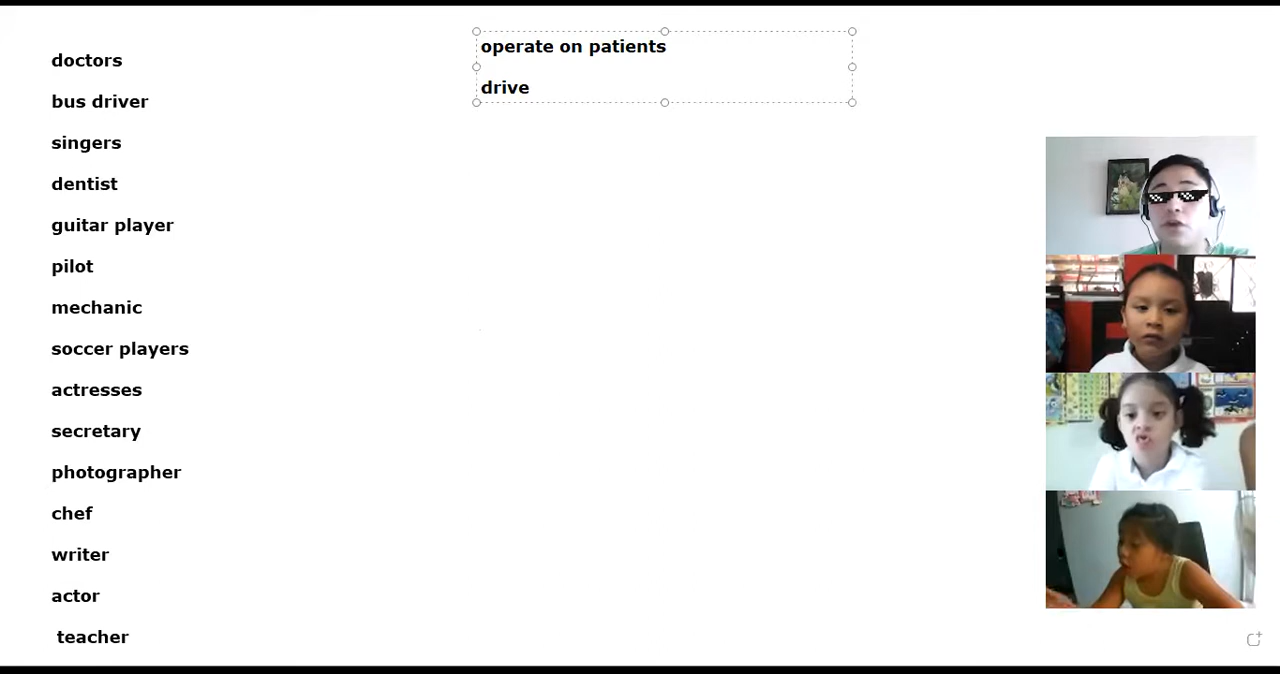 doctors
bus driver
singers
dentist
guitar player
pilot
mechanic
soccer players
actresses
secretary
photographer
chef
writer
actor
teacher
operate on patients
drive